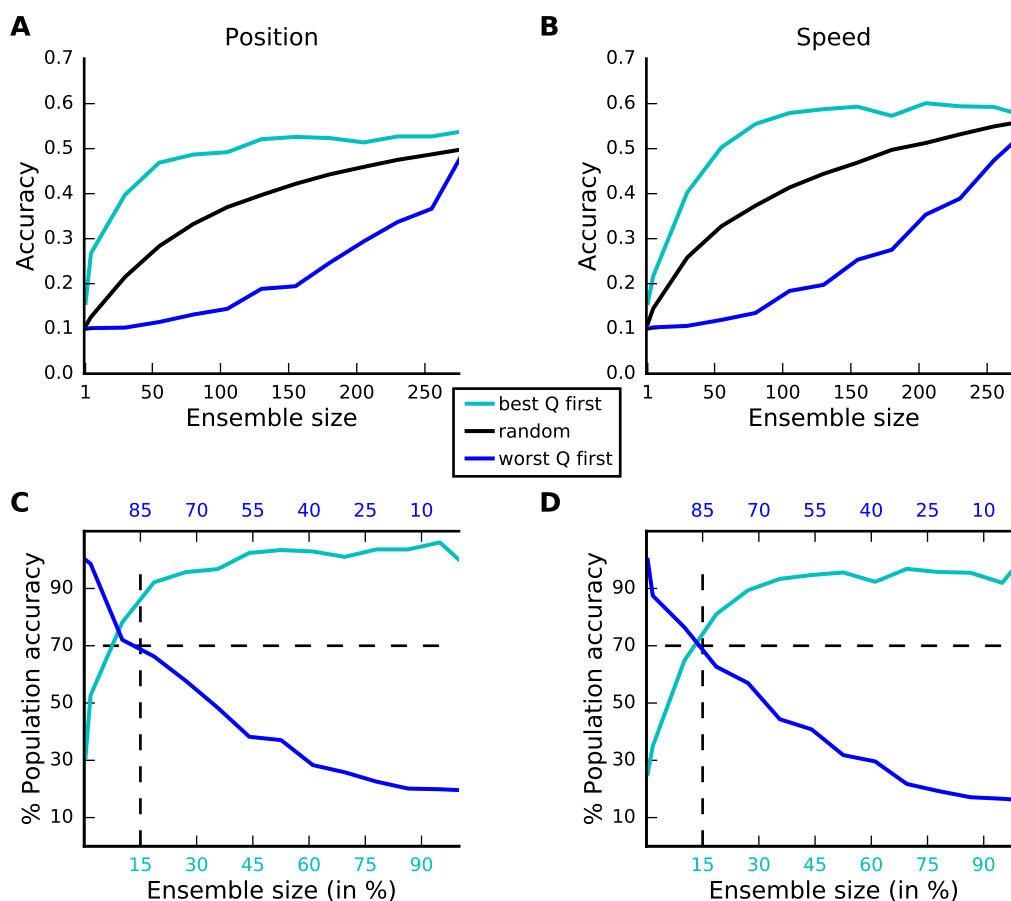 A
Position
0.7
0.6
0.5
0.4
0.3
0.2
0.1
0.0
Accuracy
1 50 100 150 200 250
Ensemble size
B
Speed
0.7
0.6
0.5
0.4
0.3
0.2
0.1
0.0
Accuracy
1 50 100 150 200 250
Ensemble size
best Q first
random
worst Q first
C
85 70 55 40 25 10
90
70
50
30
10
% Population accuracy
15 30 45 60 75 90
Ensemble size (in %)
D
85 70 55 40 25 10
90
70
50
30
10
% Population accuracy
15 30 45 60 75 90
Ensemble size (in %)